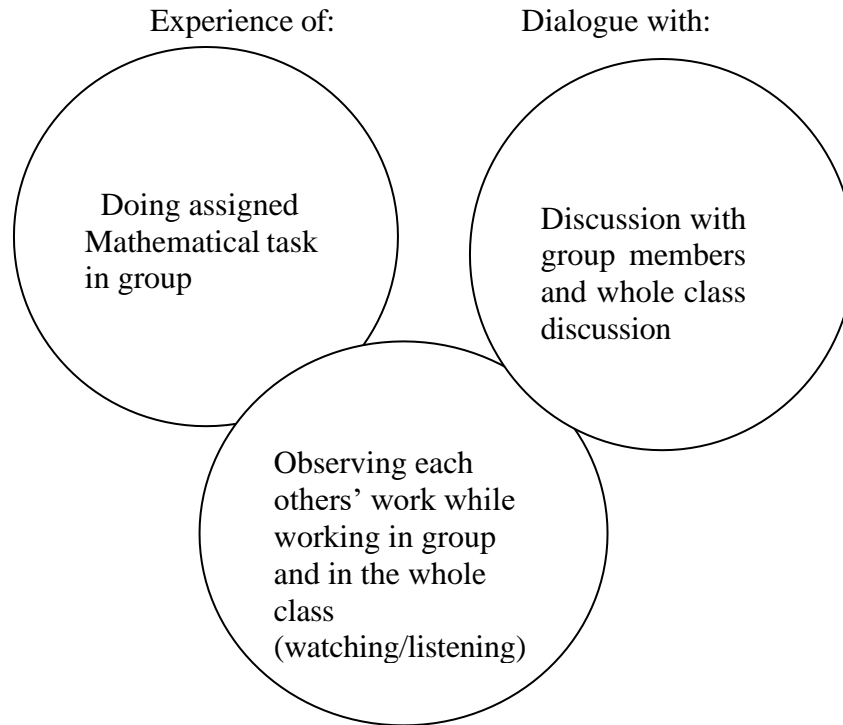 Experience of:
Dialogue with:
Doing assigned
Mathematical task
in group
Discussion with
group members
and whole class
discussion
Observing each
others’ work while
working in group
and in the whole
class
(watching/listening)